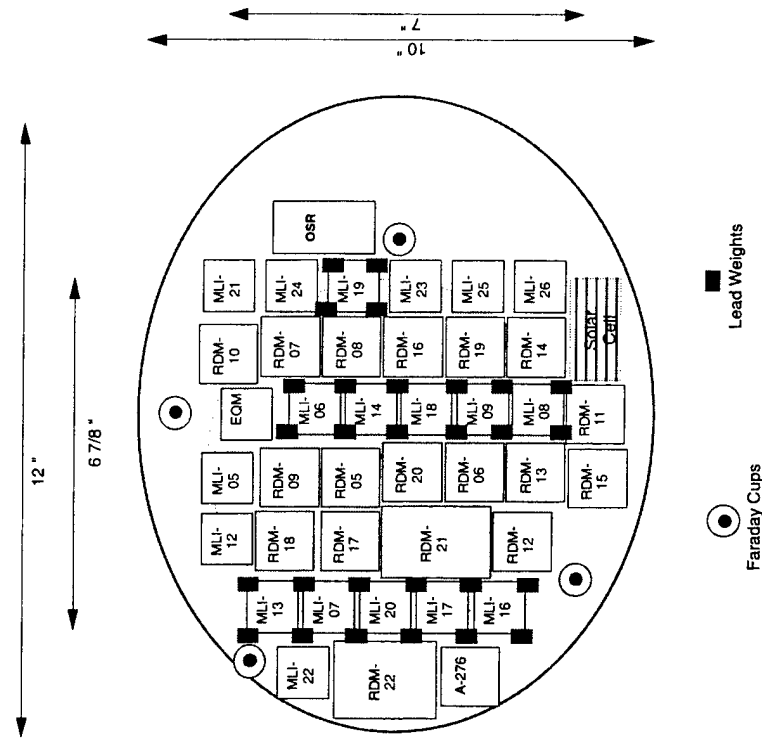 7 "
10 "
12 "
6 7/8 "
OSR
MLI-
21
MLI-
24
MLI-
19
MLI-
23
MLI-
25
MLI-
26
RDM-
10
RDM-
07
RDM-
08
RDM-
16
RDM-
19
RDM-
14
Solar
Cell
EQM
MLI-
06
MLI-
14
MLI-
18
MLI-
09
MLI-
08
RDM-
11
MLI-
05
RDM-
09
RDM-
05
RDM-
20
RDM-
06
RDM-
13
RDM-
15
MLI-
12
RDM-
18
RDM-
17
RDM-
21
RDM-
12
MLI-
13
MLI-
07
MLI-
20
MLI-
17
MLI-
16
MLI-
22
RDM-
22
A-276
Lead Weights
Faraday Cups